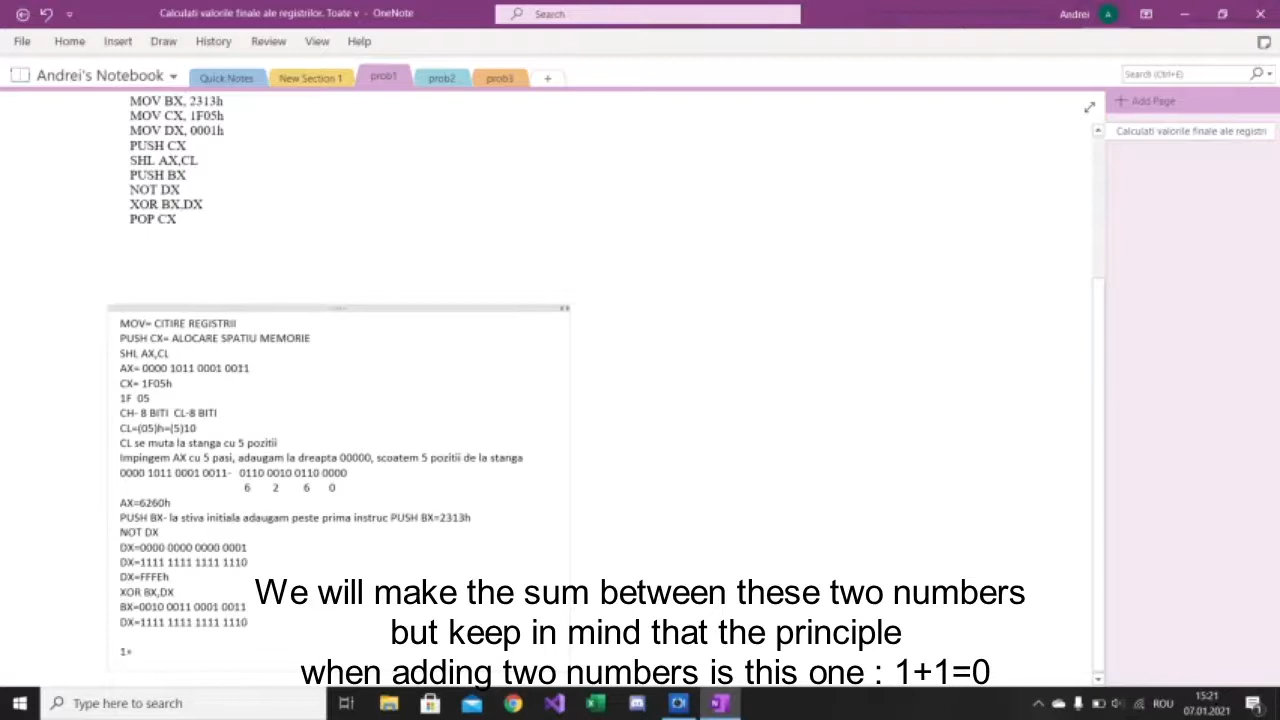 Calculati valorile finale ale registrilor. Toate v - OneNote
Search
Andrei
A
File Home Insert Draw History Review View Help
Andrei's Notebook
Quick Notes
New Section 1
prob1
prob2
prob3
+
Search (Ctrl+E)
Add Page
Calculati valorile finale ale registri
MOV BX, 2313h
MOV CX, 1F05h
MOV DX, 0001h
PUSH CX
SHL AX,CL
PUSH BX
NOT DX
XOR BX,DX
POP CX
MOV= CITIRE REGISTRII
PUSH CX= ALOCARE SPATIU MEMORIE
SHL AX,CL
AX= 0000 1011 0001 0011
CX= 1F05h
1F 05
CH- 8 BITI CL-8 BITI
CL=(05)h=(5)10
CL se muta la stanga cu 5 pozitii
Impingem AX cu 5 pasi, adaugam la dreapta 00000, scoatem 5 pozitii de la stanga
0000 1011 0001 0011- 0110 0010 0110 0000
6 2 6 0
AX=6260h
PUSH BX- la stiva initiala adaugam peste prima instruc PUSH BX=2313h
NOT DX
DX=0000 0000 0000 0001
DX=1111 1111 1111 1110
DX=FFFEh
XOR BX,DX
BX=0010 0011 0001 0011
DX=1111 1111 1111 1110
1+
We will make the sum between these two numbers
but keep in mind that the principle
when adding two numbers is this one : 1+1=0
Type here to search
ROU
15:21
07.01.2021
1